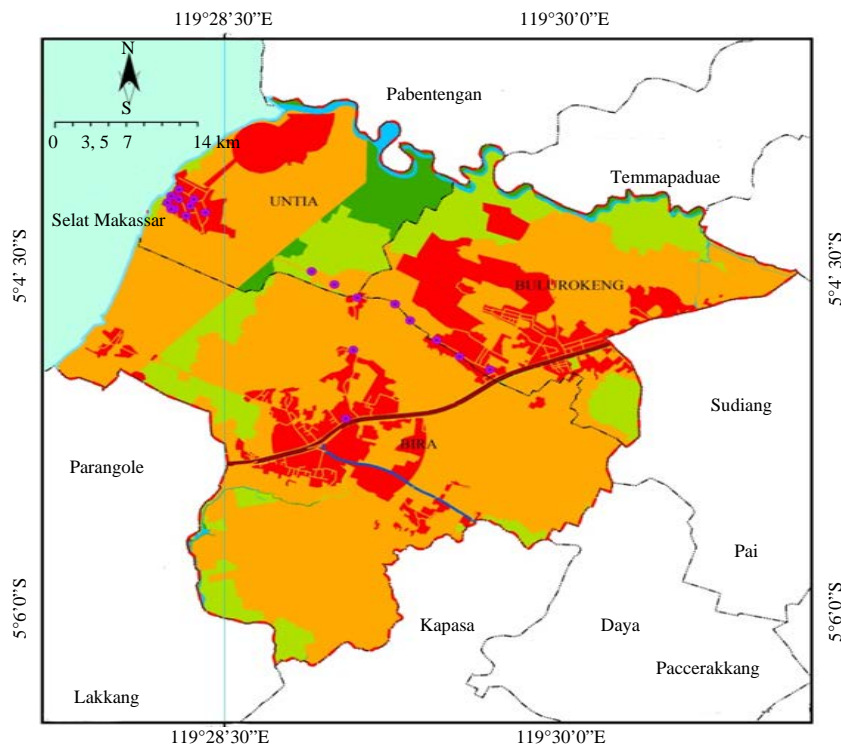 119°28'30"E
119°30'0"E
N
S
0 3, 5 7 14 km
Pabentengan
Temmapaduae
UNTIA
Selat Makassar
5°4' 30"S
5°4' 30"S
BULUROKENG
Sudiang
BIRA
Parangole
Pai
5°6'0"S
5°6'0"S
Kapasa
Daya
Paccerakkang
Lakkang
119°28'30"E
119°30'0"E